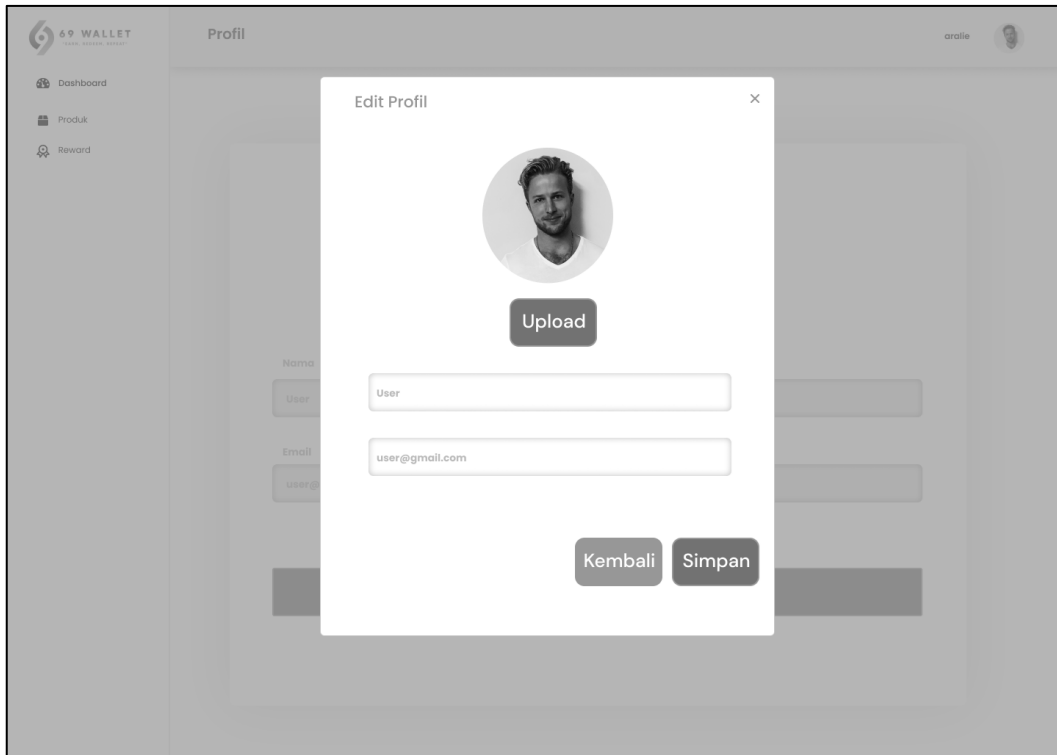 69 WALLET
Profil
aralie
Dashboard
Produk
Reward
Edit Profil
Upload
Nama
User
User
Email
user@gmail.com
user@
Kembali
Simpan